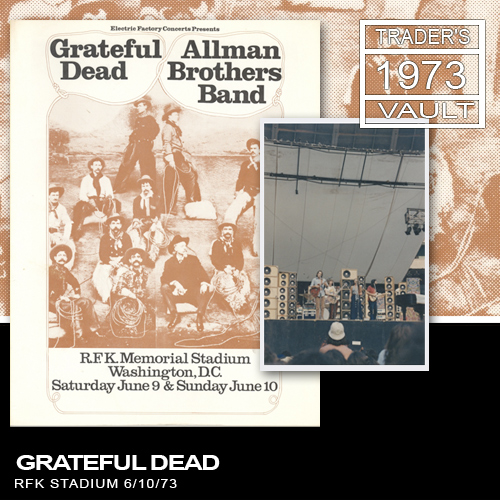 Electric Factory Concerts Presents
Grateful Dead
Allman Brothers Band
R.F.K. Memorial Stadium
Washington, D.C.
Saturday June 9 & Sunday June 10
TRADER'S
1973
VAULT
GRATEFUL DEAD
RFK STADIUM 6/10/73